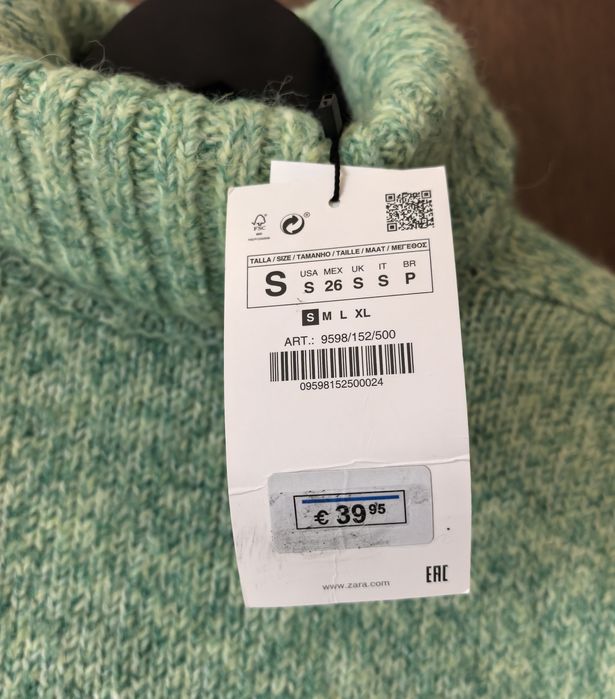 FSC
TALLA / SIZE / TAMANHO / TAILLE / MAAT / ΜΕΓΕΘΟΣ
S
USA MEX UK IT BR
S 26 S S P
S M L XL
ART.: 9598/152/500
09598152500024
€ 39 95
www.zara.com
EAC